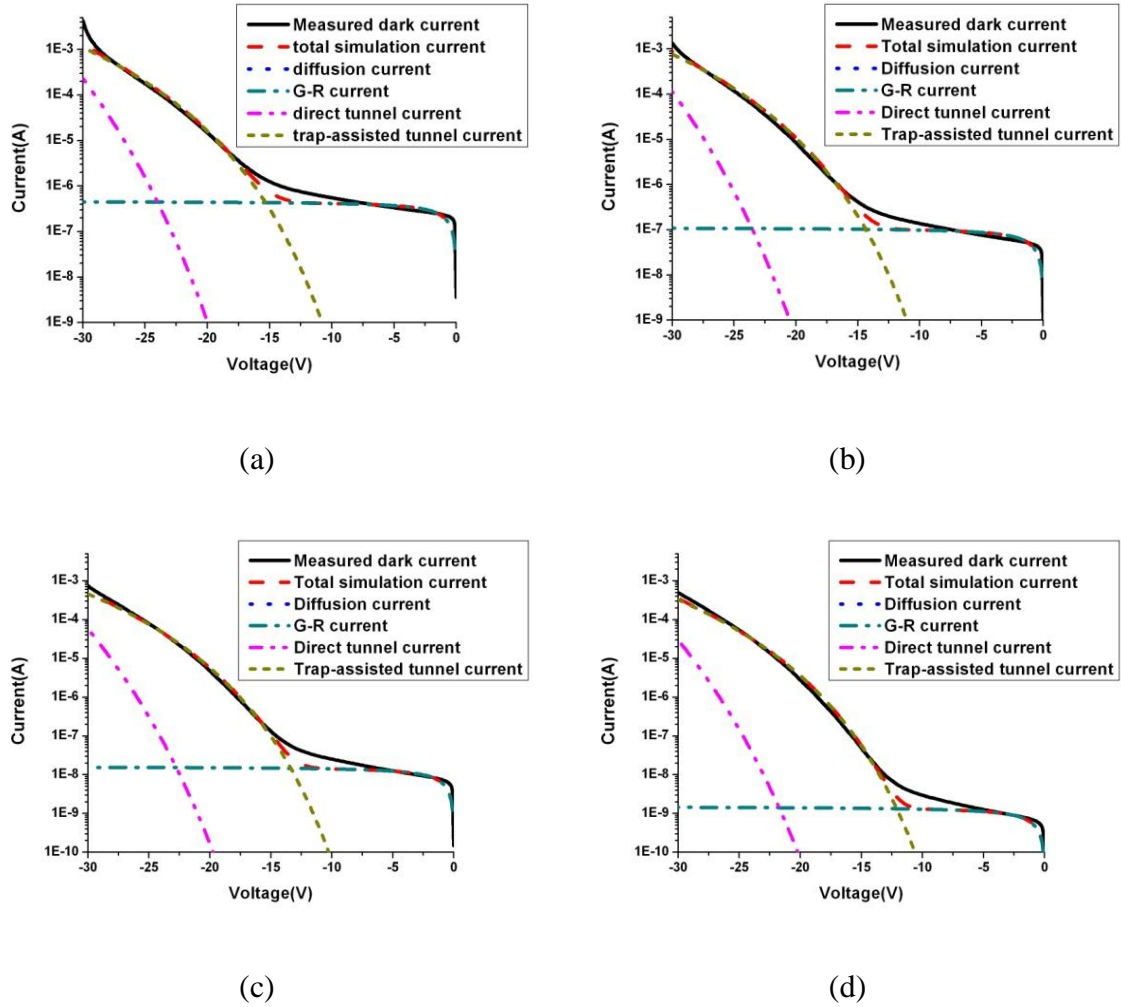 Measured dark current
total simulation current
diffusion current
G-R current
direct tunnel current
trap-assisted tunnel current
1E-3
1E-4
1E-5
1E-6
1E-7
1E-8
1E-9
Current(A)
-30 -25 -20 -15 -10 -5 0
Voltage(V)
(a)
Measured dark current
Total simulation current
Diffusion current
G-R current
Direct tunnel current
Trap-assisted tunnel current
1E-3
1E-4
1E-5
1E-6
1E-7
1E-8
1E-9
Current(A)
-30 -25 -20 -15 -10 -5 0
Voltage(V)
(b)
Measured dark current
Total simulation current
Diffusion current
G-R current
Direct tunnel current
Trap-assisted tunnel current
1E-3
1E-4
1E-5
1E-6
1E-7
1E-8
1E-9
1E-10
Current(A)
-30 -25 -20 -15 -10 -5 0
Voltage(V)
(c)
Measured dark current
Total simulation current
Diffusion current
G-R current
Direct tunnel current
Trap-assisted tunnel current
1E-3
1E-4
1E-5
1E-6
1E-7
1E-8
1E-9
1E-10
Current(A)
-30 -25 -20 -15 -10 -5 0
Voltage(V)
(d)